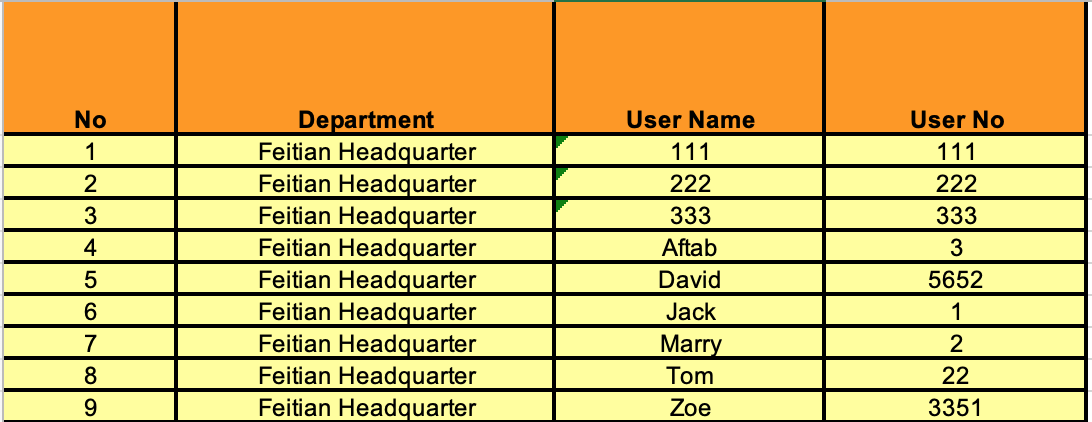 No Department User Name User No
1 Feitian Headquarter 111 111
2 Feitian Headquarter 222 222
3 Feitian Headquarter 333 333
4 Feitian Headquarter Aftab 3
5 Feitian Headquarter David 5652
6 Feitian Headquarter Jack 1
7 Feitian Headquarter Marry 2
8 Feitian Headquarter Tom 22
9 Feitian Headquarter Zoe 3351